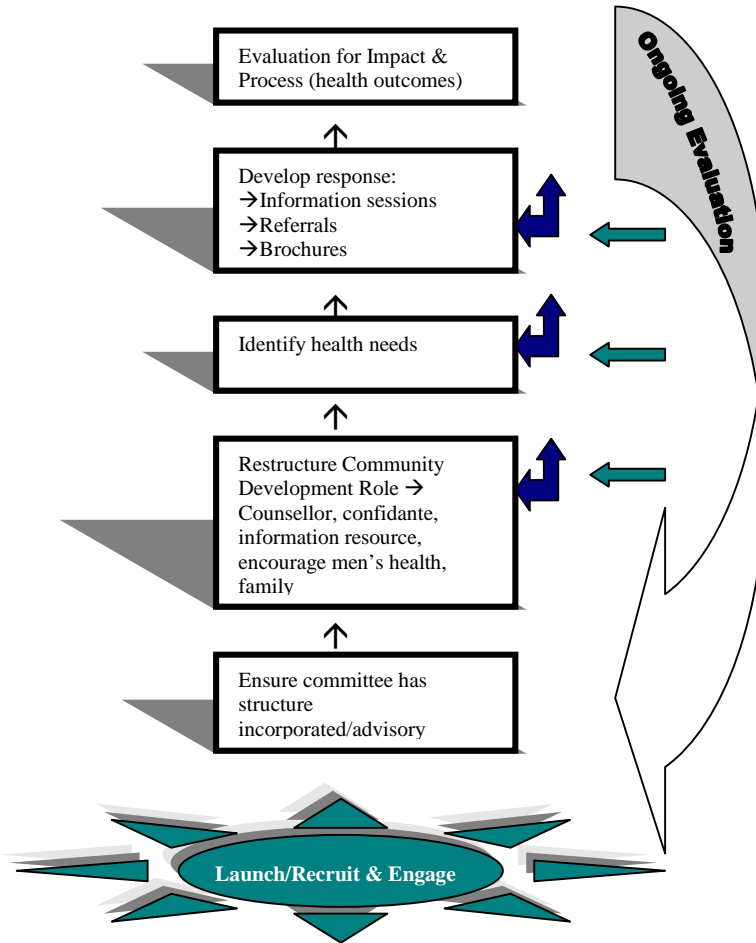 Evaluation for Impact &
Process (health outcomes)
Ongoing Evaluation
Develop response:
→Information sessions
→Referrals
→Brochures
Identify health needs
Restructure Community
Development Role →
Counsellor, confidante,
information resource,
encourage men's health,
family
Ensure committee has
structure
incorporated/advisory
Launch/Recruit & Engage